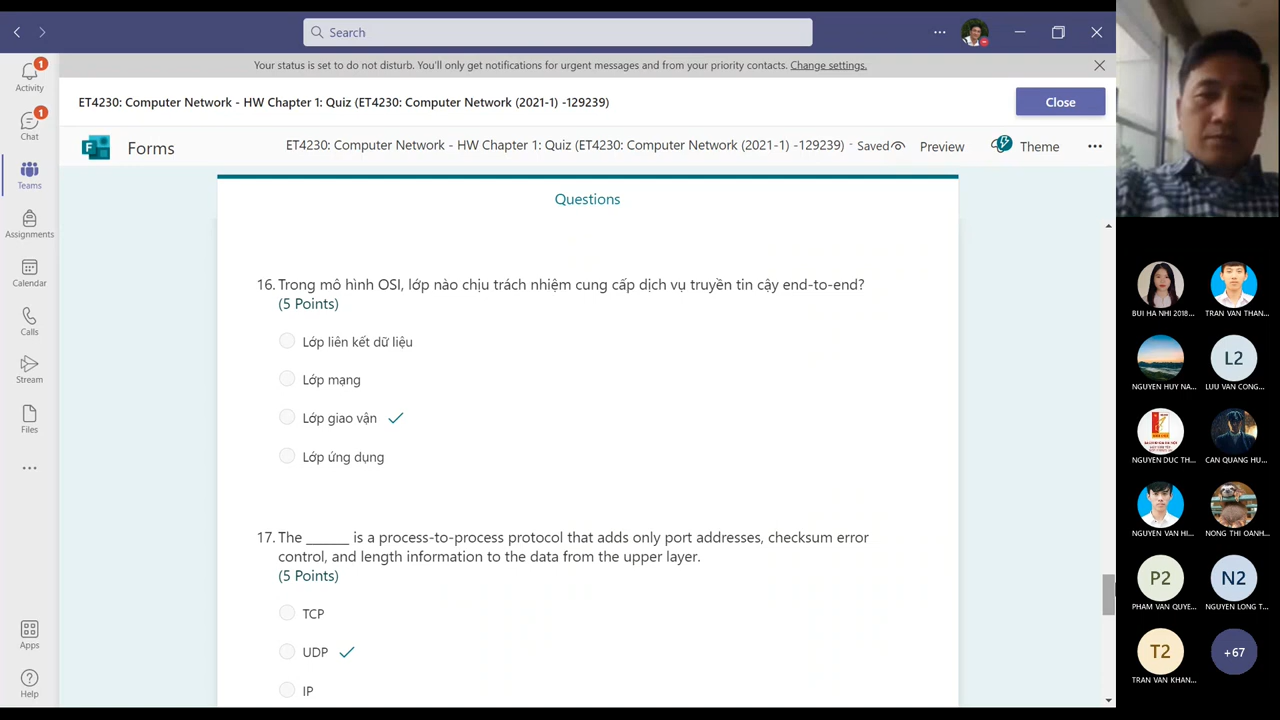 Search
Your status is set to do not disturb. You'll only get notifications for urgent messages and from your priority contacts. Change settings.
ET4230: Computer Network - HW Chapter 1: Quiz (ET4230: Computer Network (2021-1) -129239)
Close
Forms
ET4230: Computer Network - HW Chapter 1: Quiz (ET4230: Computer Network (2021-1) -129239) - Saved
Preview
Theme
Activity
1
Chat
1
Teams
Assignments
Calendar
Calls
Stream
Files
Apps
Help
Questions
16. Trong mô hình OSI, lớp nào chịu trách nhiệm cung cấp dịch vụ truyền tin cậy end-to-end?
(5 Points)
Lớp liên kết dữ liệu
Lớp mạng
Lớp giao vận
Lớp ứng dụng
17. The ______ is a process-to-process protocol that adds only port addresses, checksum error
control, and length information to the data from the upper layer.
(5 Points)
TCP
UDP
IP
BUI HA NHI 2018...
TRAN VAN THAN...
NGUYEN HUY NA...
L2
LUU VAN CONG...
NGUYEN DUC TH...
CAN QUANG HU...
NGUYEN VAN HI...
NONG THI OANH...
P2
PHAM VAN QUYE...
N2
NGUYEN LONG T...
T2
TRAN VAN KHAN...
+67